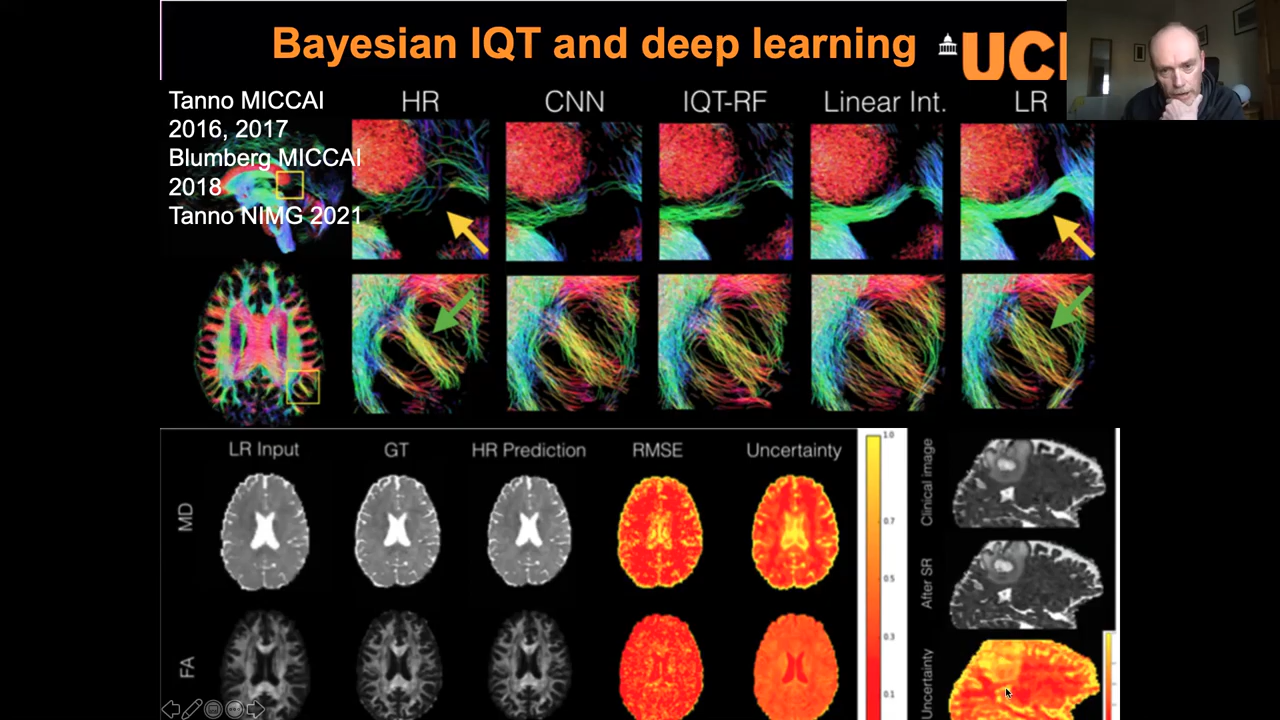 Bayesian IQT and deep learning
UCL
Tanno MICCAI
2016, 2017
Blumberg MICCAI
2018
Tanno NIMG 2021
HR
CNN
IQT-RF
Linear Int.
LR
LR Input
GT
HR Prediction
RMSE
Uncertainty
MD
FA
1.0
0.7
0.5
0.3
0.1
Clinical image
After SR
Uncertainty